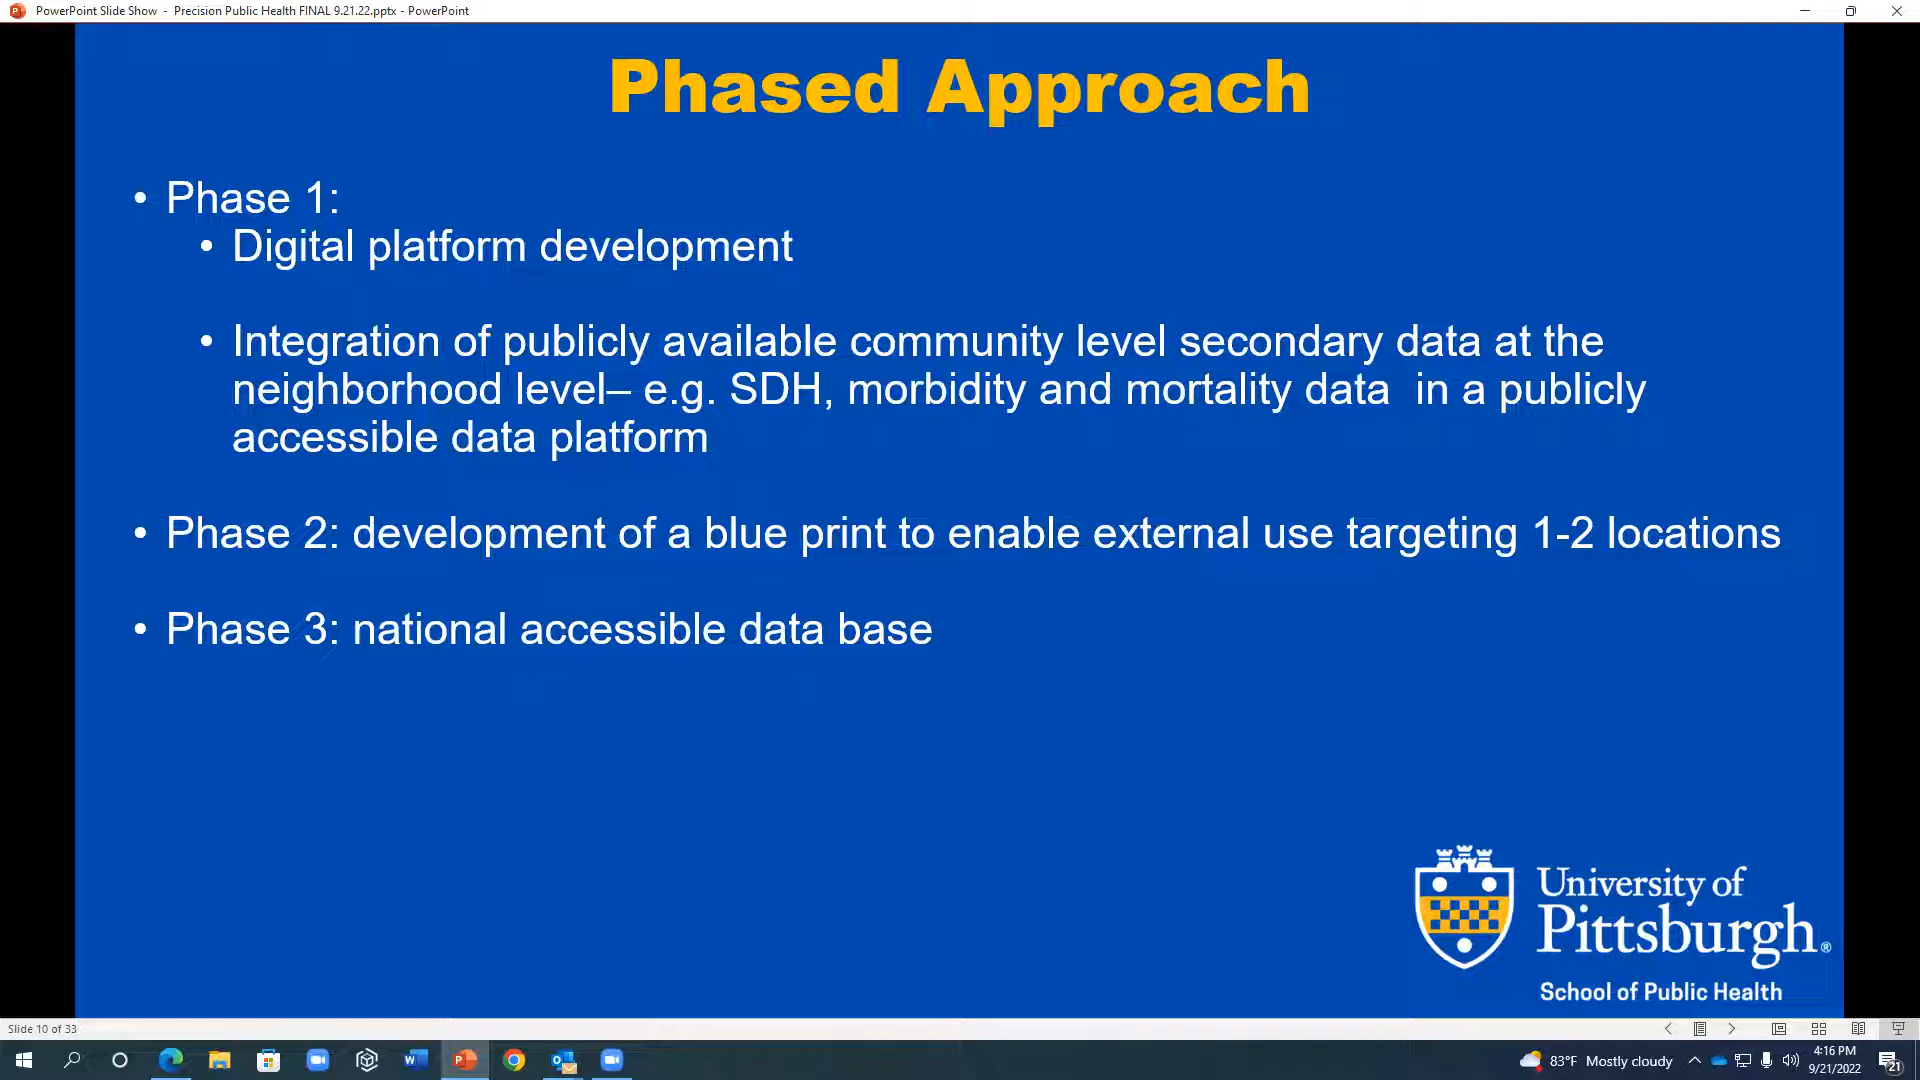 PowerPoint Slide Show - Precision Public Health FINAL 9.21.22.pptx - PowerPoint
Phased Approach
• Phase 1:
• Digital platform development
• Integration of publicly available community level secondary data at the
neighborhood level– e.g. SDH, morbidity and mortality data in a publicly
accessible data platform
• Phase 2: development of a blue print to enable external use targeting 1-2 locations
• Phase 3: national accessible data base
University of
Pittsburgh®
School of Public Health
Slide 10 of 33
83°F Mostly cloudy
4:16 PM
9/21/2022
21